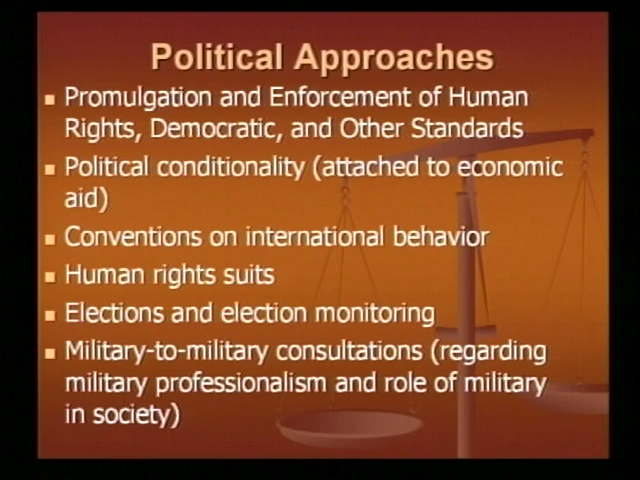 Political Approaches
Promulgation and Enforcement of Human
Rights, Democratic, and Other Standards
Political conditionality (attached to economic
aid)
Conventions on international behavior
Human rights suits
Elections and election monitoring
Military-to-military consultations (regarding
military professionalism and role of military
in society)